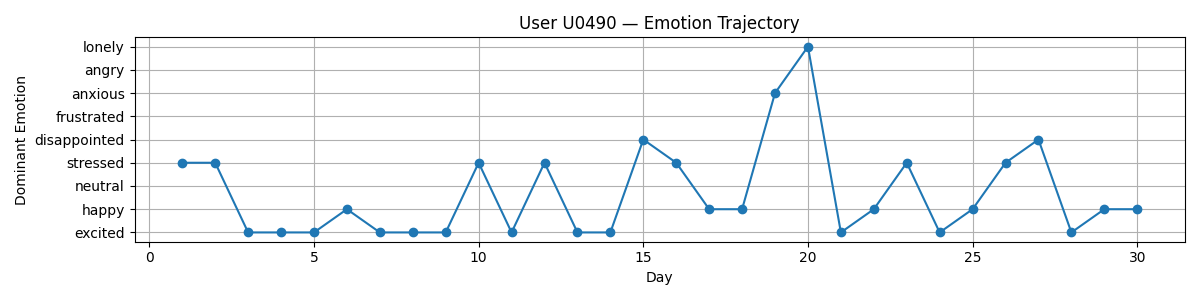 User U0490 — Emotion Trajectory
Dominant Emotion
lonely
angry
anxious
frustrated
disappointed
stressed
neutral
happy
excited
0 5 10 15 20 25 30
Day